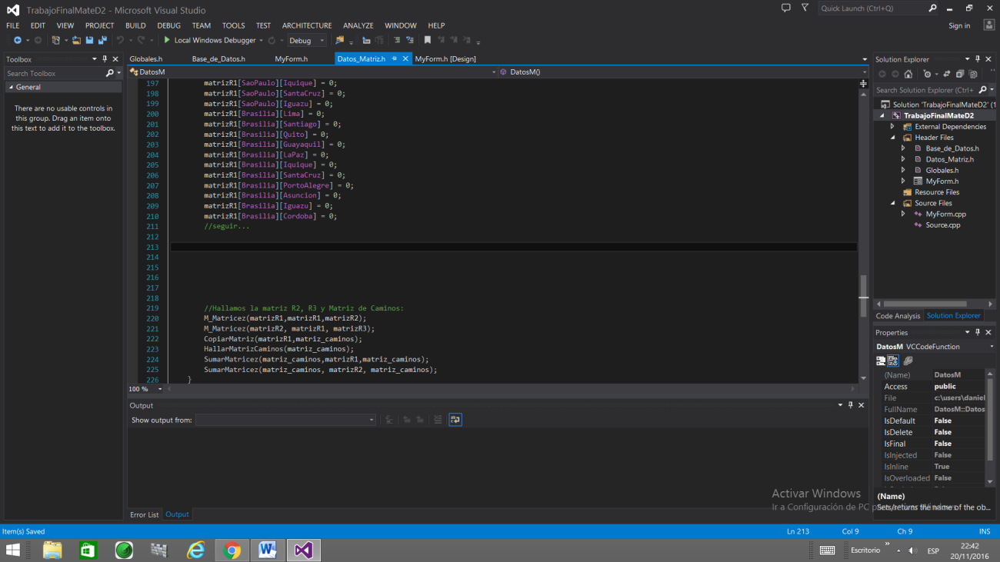 TrabajoFinalMateD2 - Microsoft Visual Studio
Quick Launch (Ctrl+Q)
FILE EDIT VIEW PROJECT BUILD DEBUG TEAM TOOLS TEST ARCHITECTURE ANALYZE WINDOW HELP
Sign in
Local Windows Debugger
Debug
Toolbox
Search Toolbox
General
There are no usable controls in
this group. Drag an item onto
this text to add it to the toolbox.
Globales.h Base_de_Datos.h MyForm.h Datos_Matriz.h MyForm.h [Design]
DatosM DatosM()
197 matrizR1[SaoPaulo][Iquique] = 0;
198 matrizR1[SaoPaulo][SantaCruz] = 0;
199 matrizR1[SaoPaulo][Iguazu] = 0;
200 matrizR1[Brasilia][Lima] = 0;
201 matrizR1[Brasilia][Santiago] = 0;
202 matrizR1[Brasilia][Quito] = 0;
203 matrizR1[Brasilia][Guayaquil] = 0;
204 matrizR1[Brasilia][LaPaz] = 0;
205 matrizR1[Brasilia][Iquique] = 0;
206 matrizR1[Brasilia][SantaCruz] = 0;
207 matrizR1[Brasilia][PortoAlegre] = 0;
208 matrizR1[Brasilia][Asuncion] = 0;
209 matrizR1[Brasilia][Iguazu] = 0;
210 matrizR1[Brasilia][Cordoba] = 0;
211 //seguir...
212
213
214
215
216
217
218
219 //Hallamos la matriz R2, R3 y Matriz de Caminos:
220 M_Matricez(matrizR1,matrizR1,matrizR2);
221 M_Matricez(matrizR2, matrizR1, matrizR3);
222 CopiarMatriz(matrizR1,matriz_caminos);
223 HallarMatrizCaminos(matriz_caminos);
224 SumarMatricez(matriz_caminos,matrizR1,matriz_caminos);
225 SumarMatricez(matriz_caminos, matrizR2, matriz_caminos);
226 }
100 %
Output
Show output from:
Error List Output
Solution Explorer
Search Solution Explorer (Ctrl+
Solution 'TrabajoFinalMateD2' (1
TrabajoFinalMateD2
External Dependencies
Header Files
Base_de_Datos.h
Datos_Matriz.h
Globales.h
MyForm.h
Resource Files
Source Files
MyForm.cpp
Source.cpp
Code Analysis Solution Explorer
Properties
DatosM VCCodeFunction
(Name) DatosM
Access public
File c:\users\daniel
FullName DatosM::Datos
IsDefault False
IsDelete False
IsFinal False
IsInjected False
IsInline True
IsOverloaded False
(Name)
Sets/returns the name of the ob...
Activar Windows
Ir a Configuración de PC
Item(s) Saved
Ln 213 Col 9 Ch 9 INS
Escritorio
ESP
22:42
20/11/2016